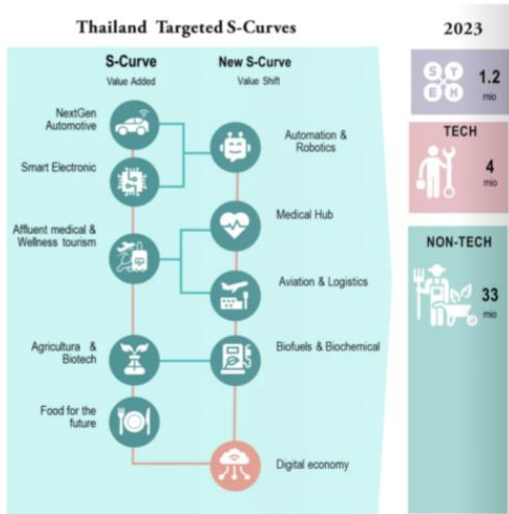 Thailand Targeted S-Curves
S-Curve
Value Added
New S-Curve
Value Shift
NextGen
Automotive
Automation &
Robotics
Smart Electronic
Affluent medical &
Wellness tourism
Medical Hub
Aviation & Logistics
Agricultura &
Biotech
Biofuels & Biochemical
Food for the
future
Digital economy
2023
S T
E M
1.2
mio
TECH
4
mio
NON-TECH
33
mio